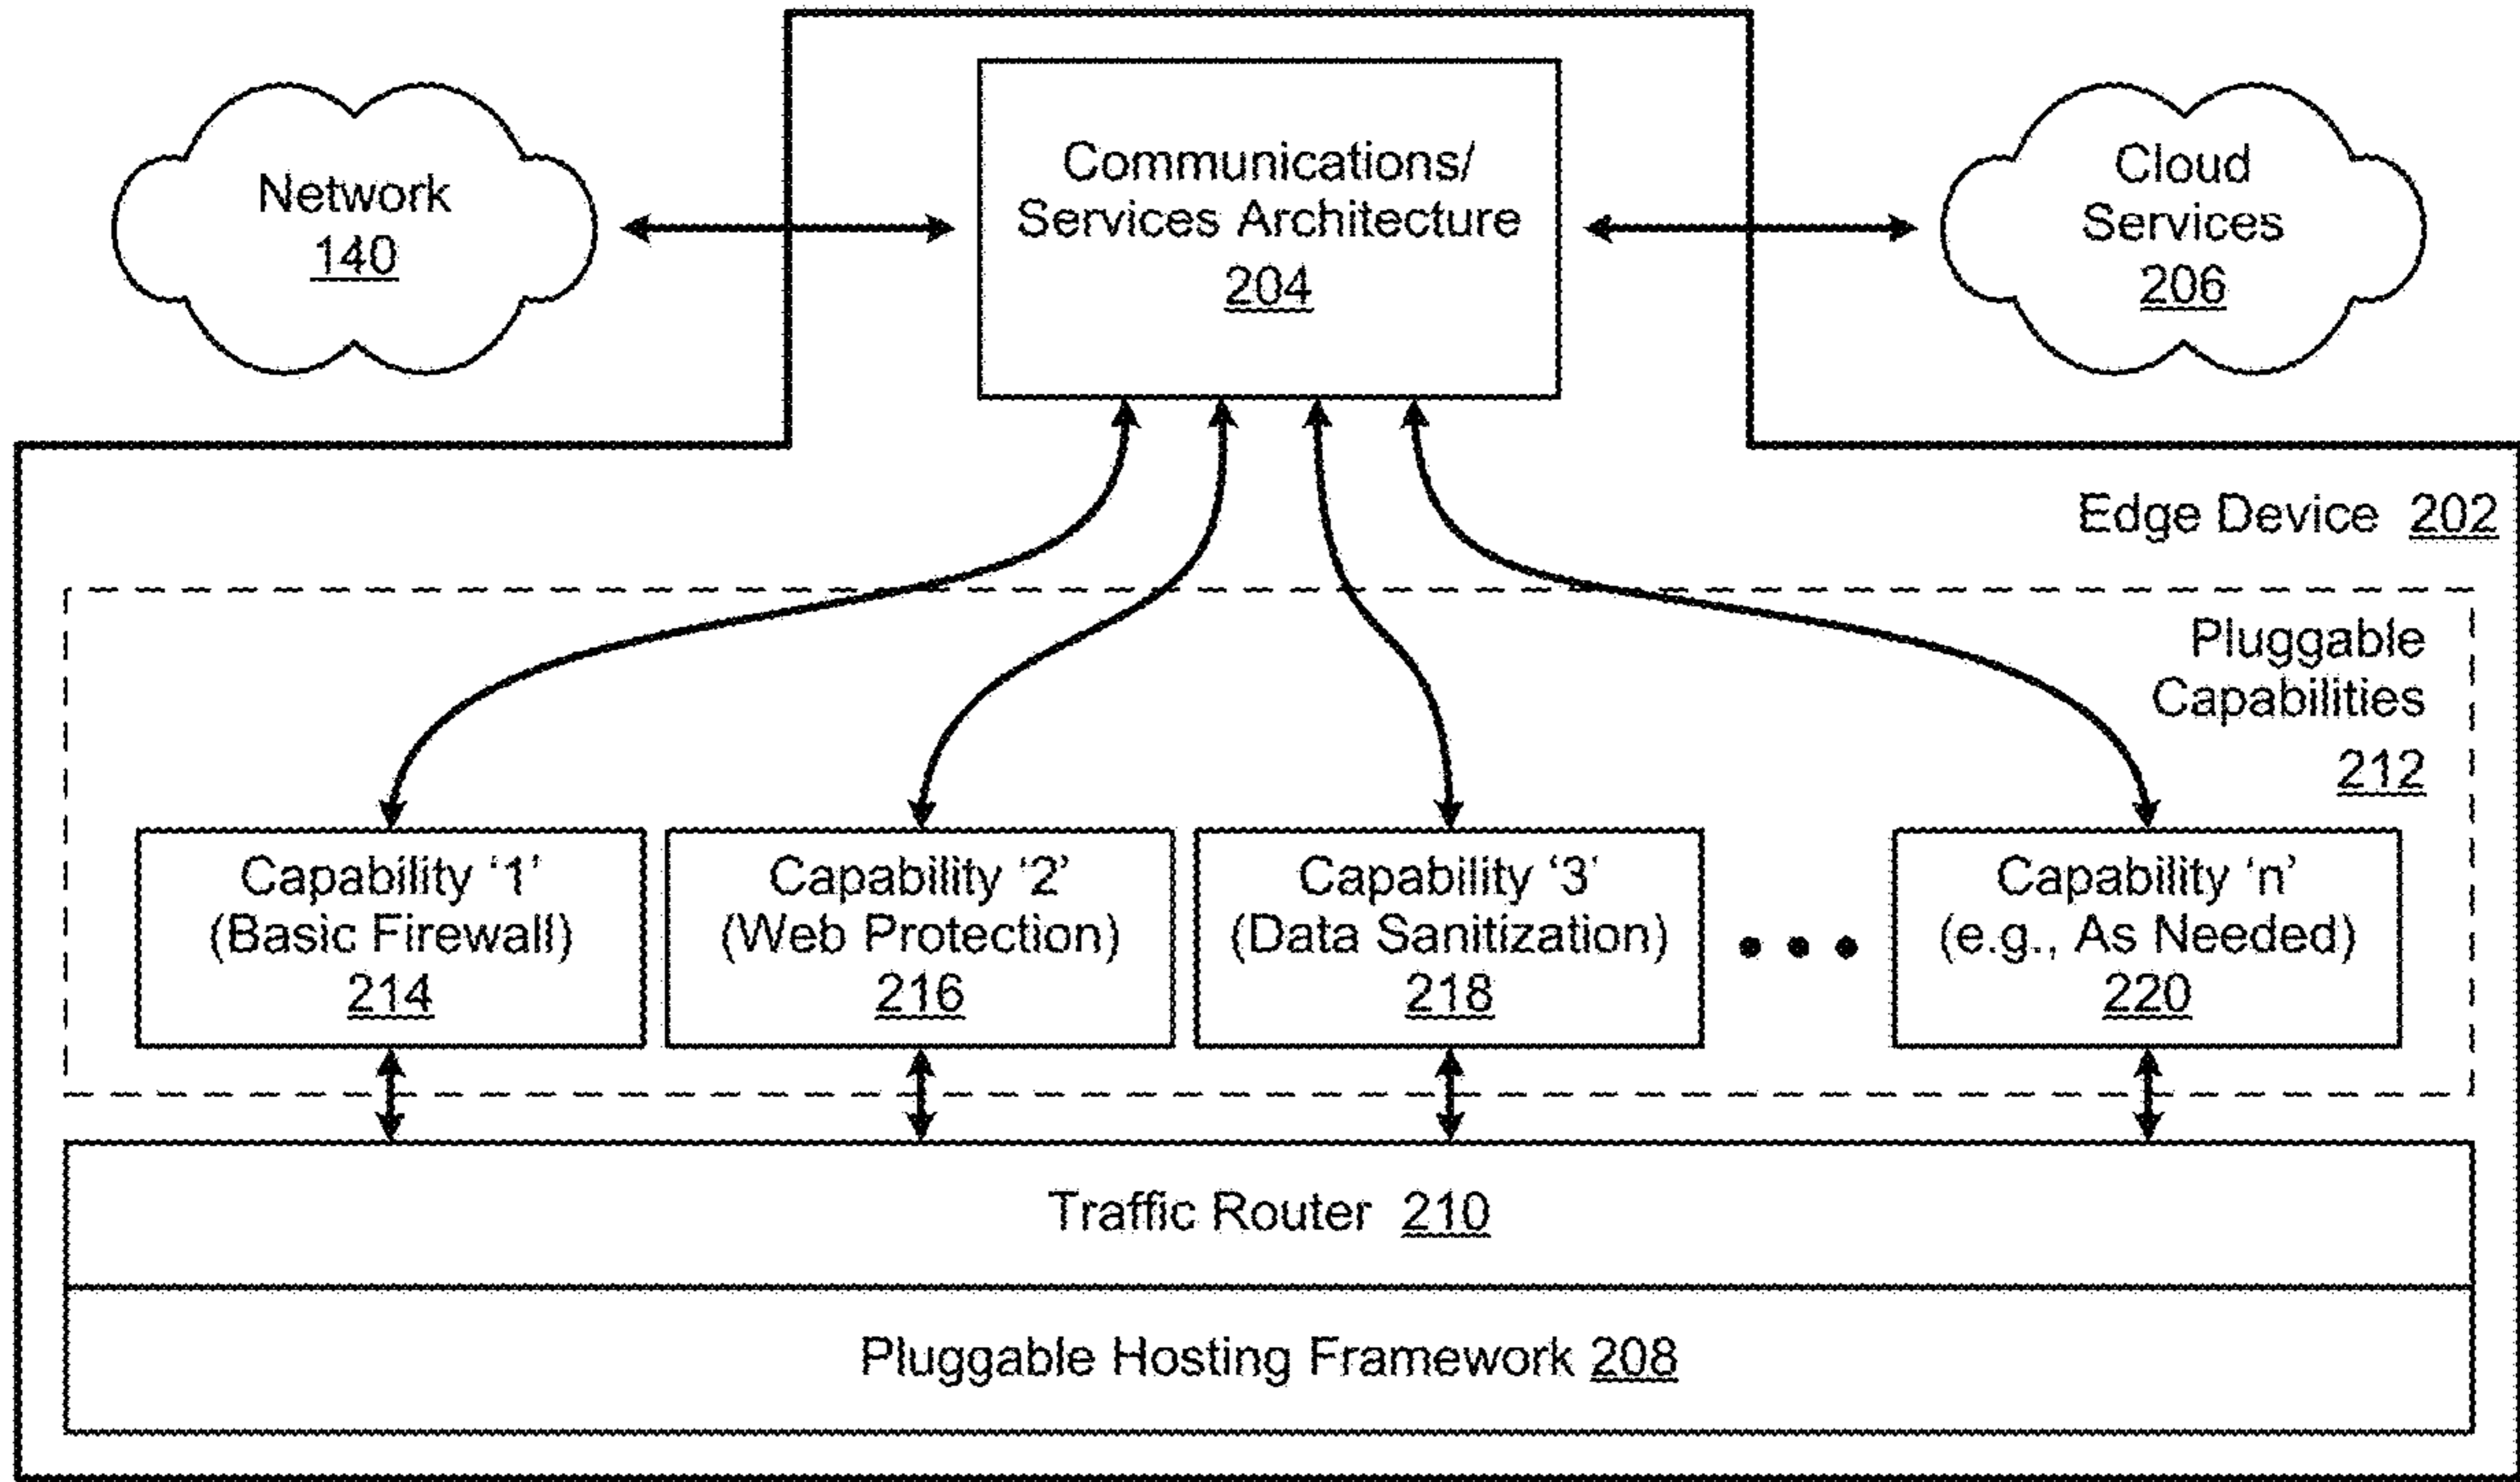 Network
140
Communications/
Services Architecture
204
Cloud
Services
206
Edge Device 202
Pluggable
Capabilities
212
Capability '1'
(Basic Firewall)
214
Capability '2'
(Web Protection)
216
Capability '3'
(Data Sanitization)
218
Capability 'n'
(e.g., As Needed)
220
Traffic Router 210
Pluggable Hosting Framework 208